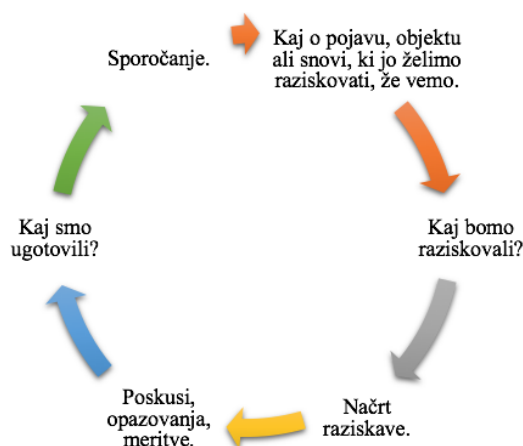 Sporočanje.
Kaj o pojavu, objektu
ali snovi, ki jo želimo
raziskovati, že vemo.
Kaj bomo
raziskovali?
Načrt
raziskave.
Poskusi,
opazovanja,
meritve.
Kaj smo
ugotovili?